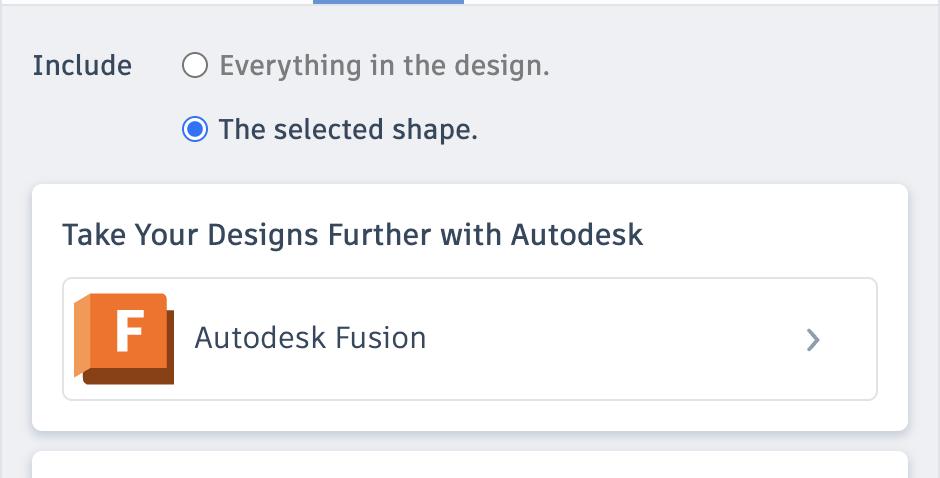 Include
Everything in the design.
The selected shape.
Take Your Designs Further with Autodesk
F
Autodesk Fusion